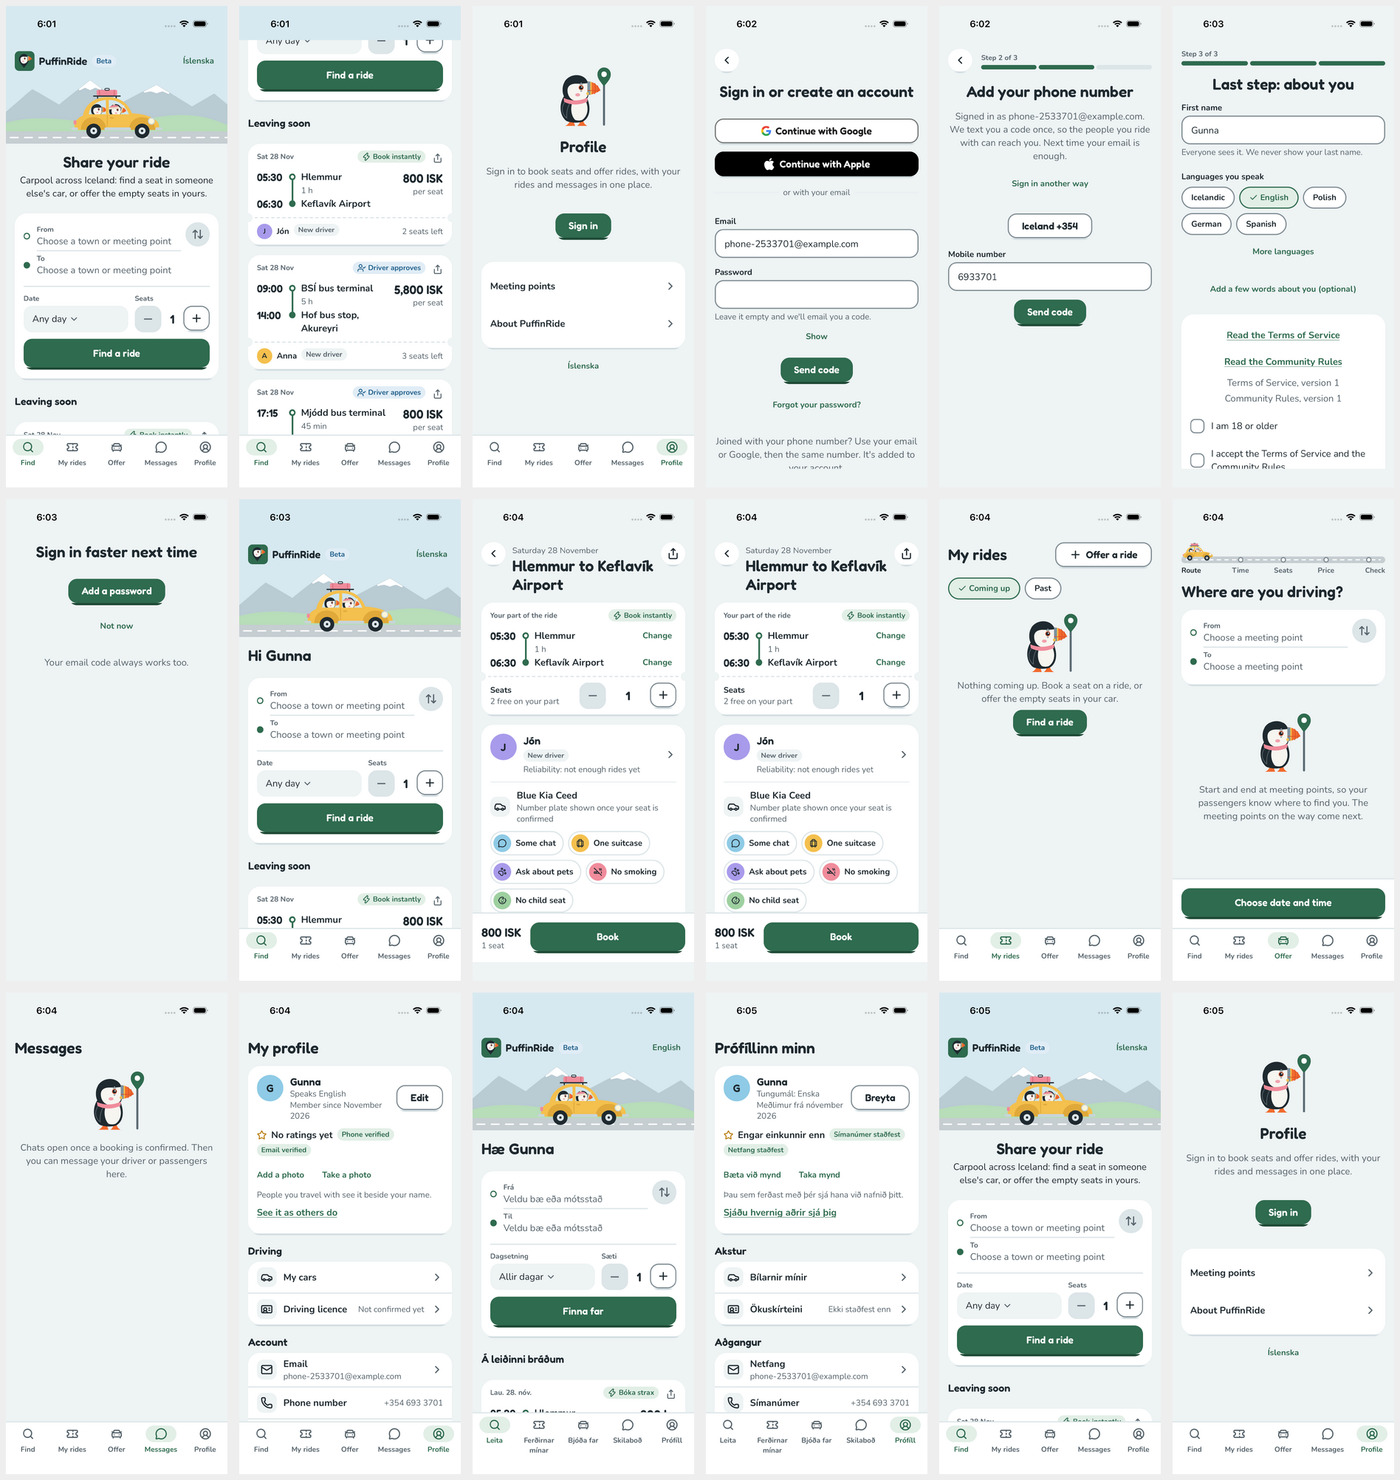 6:01
PuffinRide Beta Íslenska
Share your ride
Carpool across Iceland: find a seat in someone
else's car, or offer the empty seats in yours.
From
Choose a town or meeting point
To
Choose a town or meeting point
Date Seats
Any day 1
Find a ride
Leaving soon
Sat 28 Nov Book instantly
Find My rides Offer Messages Profile
6:01
Any day 1
Find a ride
Leaving soon
Sat 28 Nov Book instantly
05:30 Hlemmur 800 ISK
1 h per seat
06:30 Keflavík Airport
J Jón New driver 2 seats left
Sat 28 Nov Driver approves
09:00 BSÍ bus terminal 5,800 ISK
5 h per seat
14:00 Hof bus stop,
Akureyri
A Anna New driver 3 seats left
Sat 28 Nov Driver approves
17:15 Mjódd bus terminal 800 ISK
45 min per seat
Find My rides Offer Messages Profile
6:01
Profile
Sign in to book seats and offer rides, with your
rides and messages in one place.
Sign in
Meeting points
About PuffinRide
Íslenska
Find My rides Offer Messages Profile
6:02
Sign in or create an account
Continue with Google
Continue with Apple
or with your email
Email
phone-2533701@example.com
Password
Leave it empty and we'll email you a code.
Show
Send code
Forgot your password?
Joined with your phone number? Use your email
or Google, then the same number. It's added to
your account.
6:02
Step 2 of 3
Add your phone number
Signed in as phone-2533701@example.com.
We text you a code once, so the people you ride
with can reach you. Next time your email is
enough.
Sign in another way
Iceland +354
Mobile number
6933701
Send code
6:03
Step 3 of 3
Last step: about you
First name
Gunna
Everyone sees it. We never show your last name.
Languages you speak
Icelandic English Polish
German Spanish
More languages
Add a few words about you (optional)
Read the Terms of Service
Read the Community Rules
Terms of Service, version 1
Community Rules, version 1
I am 18 or older
I accept the Terms of Service and the
Community Rules
6:03
Sign in faster next time
Add a password
Not now
Your email code always works too.
6:03
PuffinRide Beta Íslenska
Hi Gunna
From
Choose a town or meeting point
To
Choose a town or meeting point
Date Seats
Any day 1
Find a ride
Leaving soon
Sat 28 Nov Book instantly
05:30 Hlemmur 800 ISK
Find My rides Offer Messages Profile
6:04
Saturday 28 November
Hlemmur to Keflavík
Airport
Your part of the ride Book instantly
05:30 Hlemmur Change
1 h
06:30 Keflavík Airport Change
Seats
2 free on your part 1
J Jón
New driver
Reliability: not enough rides yet
Blue Kia Ceed
Number plate shown once your seat is
confirmed
Some chat One suitcase
Ask about pets No smoking
No child seat
800 ISK
1 seat
Book
6:04
Saturday 28 November
Hlemmur to Keflavík
Airport
Your part of the ride Book instantly
05:30 Hlemmur Change
1 h
06:30 Keflavík Airport Change
Seats
2 free on your part 1
J Jón
New driver
Reliability: not enough rides yet
Blue Kia Ceed
Number plate shown once your seat is
confirmed
Some chat One suitcase
Ask about pets No smoking
No child seat
800 ISK
1 seat
Book
6:04
My rides + Offer a ride
Coming up Past
Nothing coming up. Book a seat on a ride, or
offer the empty seats in your car.
Find a ride
Find My rides Offer Messages Profile
6:04
Route Time Seats Price Check
Where are you driving?
From
Choose a meeting point
To
Choose a meeting point
Start and end at meeting points, so your
passengers know where to find you. The
meeting points on the way come next.
Choose date and time
Find My rides Offer Messages Profile
6:04
Messages
Chats open once a booking is confirmed. Then
you can message your driver or passengers
here.
Find My rides Offer Messages Profile
6:04
My profile
G Gunna
Speaks English
Member since November
2026
Edit
No ratings yet Phone verified
Email verified
Add a photo Take a photo
People you travel with see it beside your name.
See it as others do
Driving
My cars
Driving licence Not confirmed yet
Account
Email
phone-2533701@example.com
Phone number +354 693 3701
Find My rides Offer Messages Profile
6:04
PuffinRide Beta English
Hæ Gunna
Frá
Veldu bæ eða mótsstað
Til
Veldu bæ eða mótsstað
Dagsetning Sæti
Allir dagar 1
Finna far
Á leiðinni bráðum
Lau. 28. nóv. Bóka strax
Leita Ferðirnar mínar Bjóða far Skilaboð Prófíll
6:05
Prófíllinn minn
G Gunna
Tungumál: Enska
Meðlimur frá nóvember
2026
Breyta
Engar einkunnir enn Símanúmer staðfest
Netfang staðfest
Bæta við mynd Taka mynd
Þau sem ferðast með þér sjá hana við nafnið þitt.
Sjáðu hvernig aðrir sjá þig
Akstur
Bílarnir mínir
Ökuskírteini Ekki staðfest enn
Aðgangur
Netfang
phone-2533701@example.com
Símanúmer +354 693 3701
Leita Ferðirnar mínar Bjóða far Skilaboð Prófíll
6:05
PuffinRide Beta Íslenska
Share your ride
Carpool across Iceland: find a seat in someone
else's car, or offer the empty seats in yours.
From
Choose a town or meeting point
To
Choose a town or meeting point
Date Seats
Any day 1
Find a ride
Leaving soon
Sat 28 Nov Book instantly
Find My rides Offer Messages Profile
6:05
Profile
Sign in to book seats and offer rides, with your
rides and messages in one place.
Sign in
Meeting points
About PuffinRide
Íslenska
Find My rides Offer Messages Profile